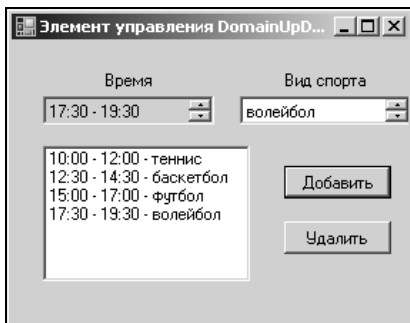 Элемент управления DomainUpD...
Время Вид спорта
17:30 - 19:30 волейбол
10:00 - 12:00 - теннис
12:30 - 14:30 - баскетбол
15:00 - 17:00 - футбол
17:30 - 19:30 - волейбол
Добавить
Удалить